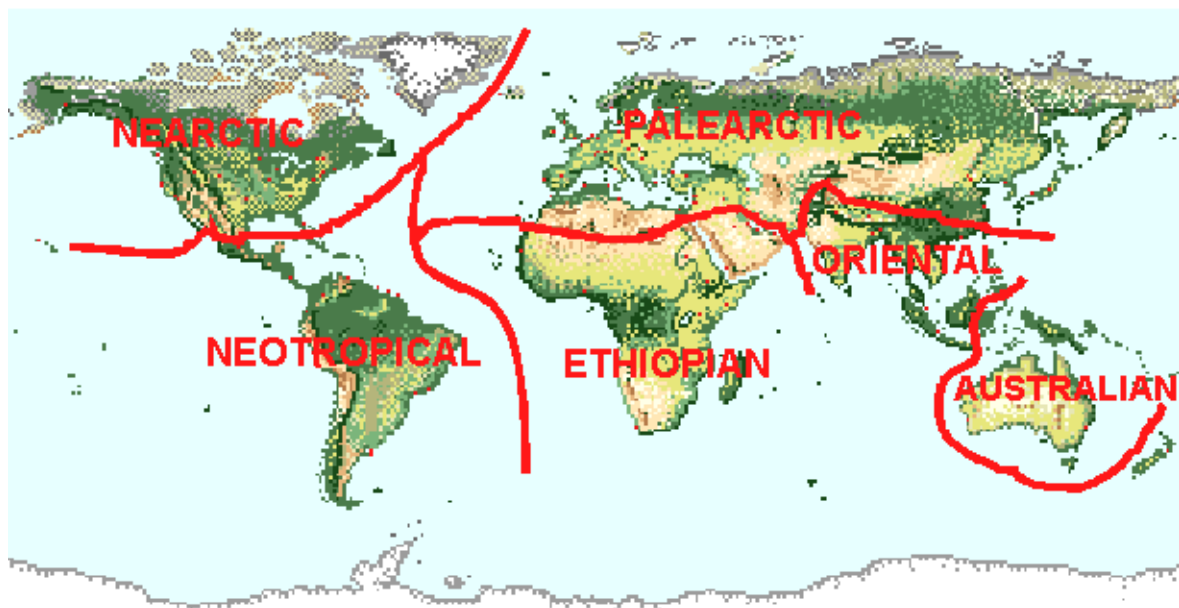 NEARCTIC
PALEARCTIC
ORIENTAL
NEOTROPICAL
ETHIOPIAN
AUSTRALIAN